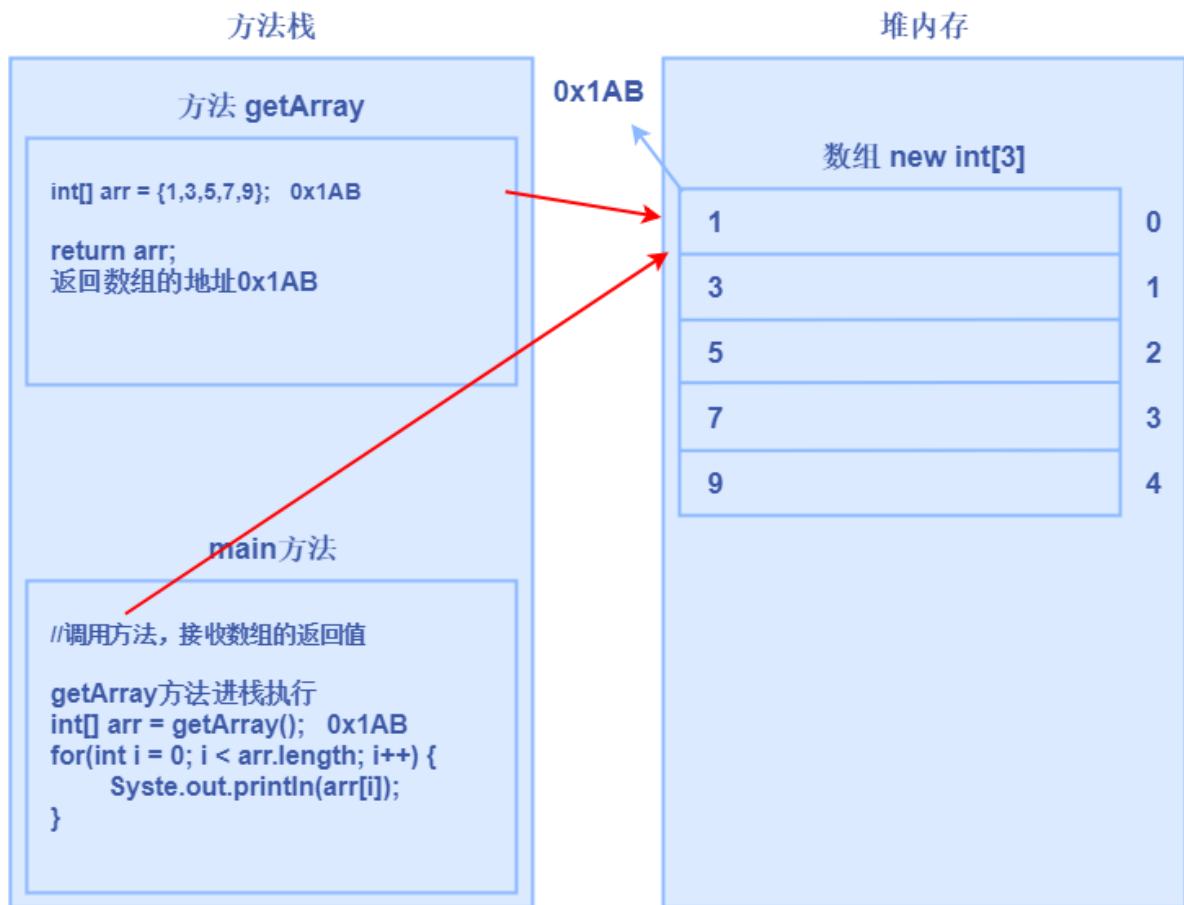 方法栈
方法 getArray
int[] arr = {1,3,5,7,9};   0x1AB
return arr;
返回数组的地址0x1AB
main方法
//调用方法，接收数组的返回值
getArray方法进栈执行
int[] arr = getArray();   0x1AB
for(int i = 0; i < arr.length; i++) {
Syste.out.println(arr[i]);
}
堆内存
0x1AB
数组 new int[3]
1 0
3 1
5 2
7 3
9 4